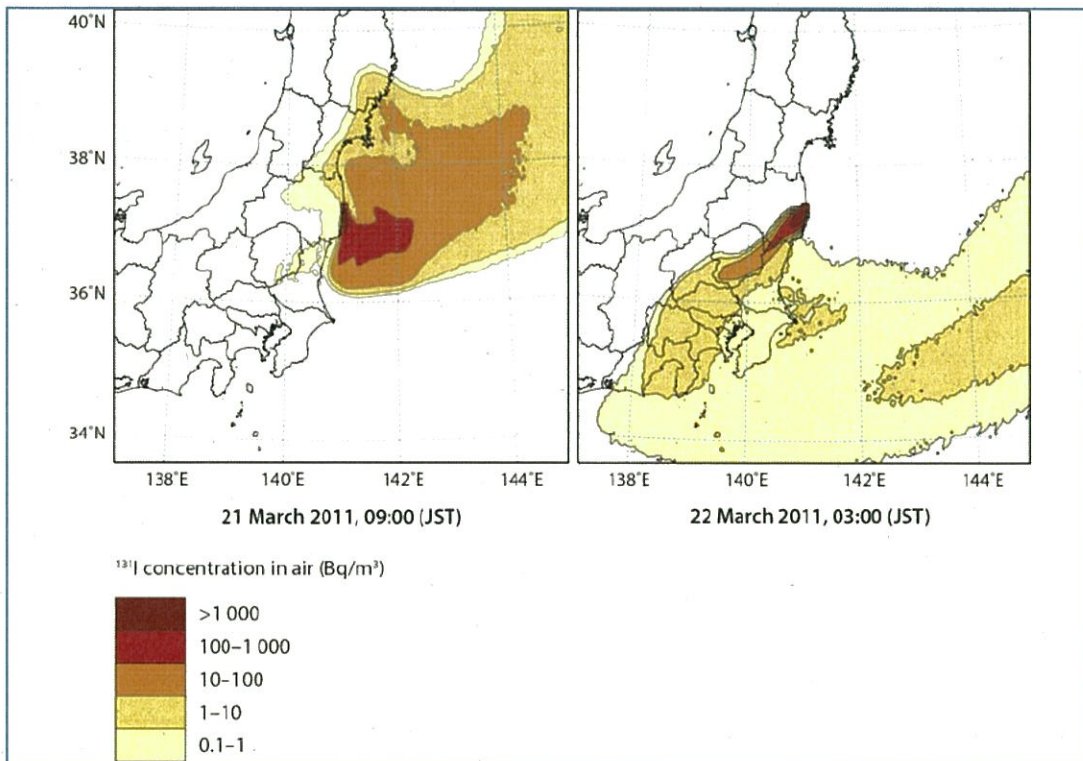 40°N
38°N
36°N
34°N
138°E 140°E 142°E 144°E
138°E 140°E 142°E 144°E
21 March 2011, 09:00 (JST)
22 March 2011, 03:00 (JST)
¹³¹I concentration in air (Bq/m³)
>1 000
100–1 000
10–100
1–10
0.1–1